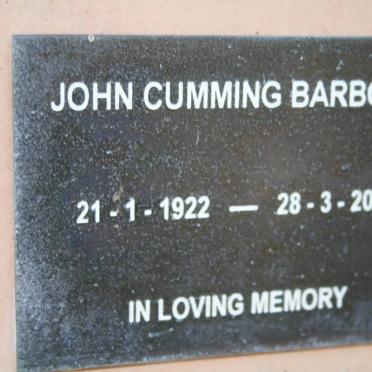 JOHN CUMMING BARBO
21 - 1 - 1922 — 28 - 3 - 20
IN LOVING MEMORY